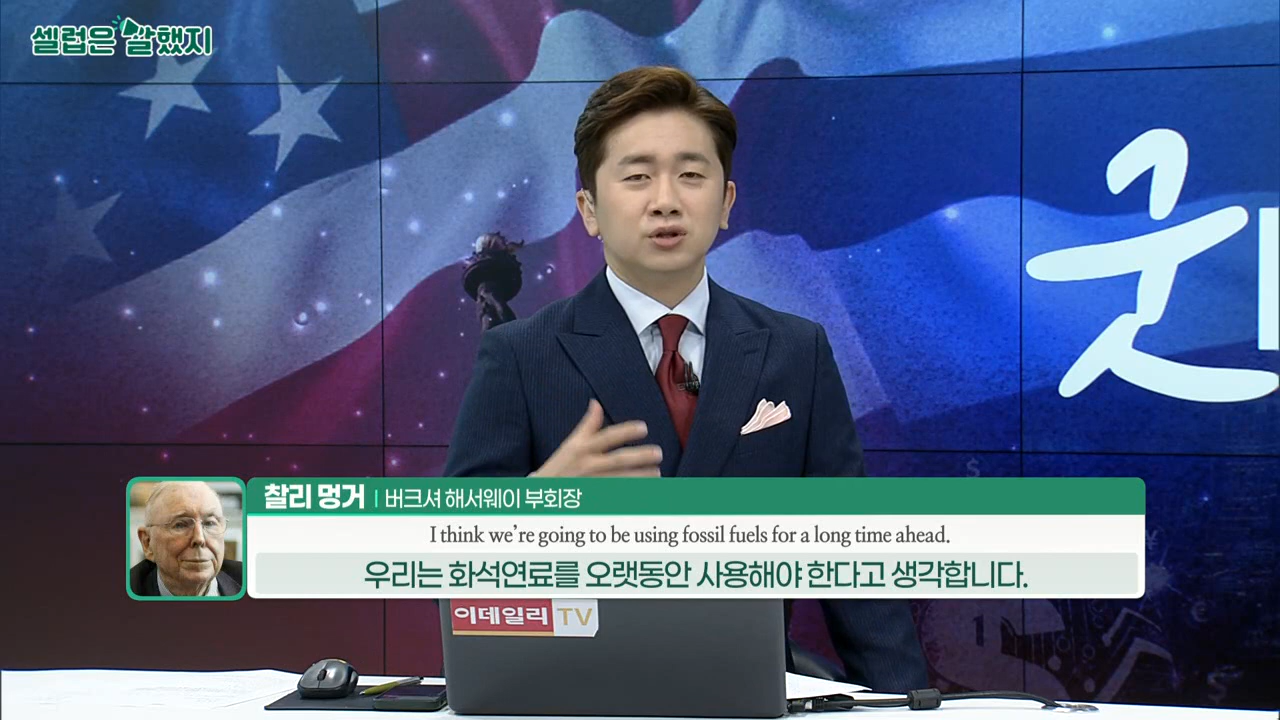 셀럽은 말했지
굿
찰리 멍거 | 버크셔 해서웨이 부회장
I think we’re going to be using fossil fuels for a long time ahead.
우리는 화석연료를 오랫동안 사용해야 한다고 생각합니다.
이데일리 TV